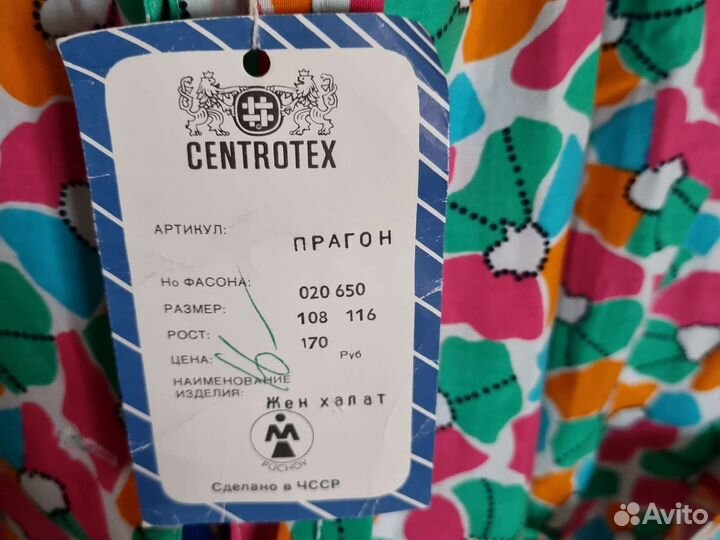 CENTROTEX
АРТИКУЛ: ПРАГОН
Но ФАСОНА: 020 650
РАЗМЕР: 108 116
РОСТ: 170
ЦЕНА: Руб
НАИМЕНОВАНИЕ
ИЗДЕЛИЯ: Жен халат
PÚCHOV
Сделано в ЧССР
Avito